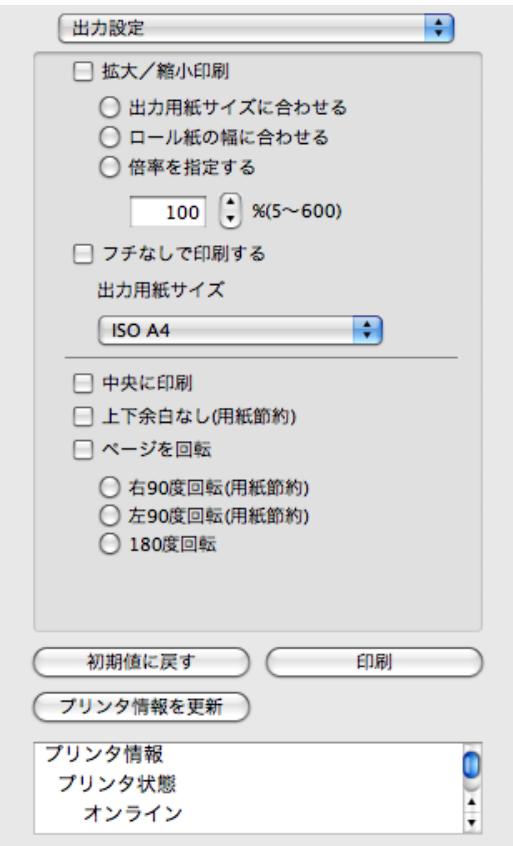 出力設定
拡大／縮小印刷
出力用紙サイズに合わせる
ロール紙の幅に合わせる
倍率を指定する
100 %(5〜600)
フチなしで印刷する
出力用紙サイズ
ISO A4
中央に印刷
上下余白なし(用紙節約)
ページを回転
右90度回転(用紙節約)
左90度回転(用紙節約)
180度回転
初期値に戻す 印刷
プリンタ情報を更新
プリンタ情報
プリンタ状態
オンライン